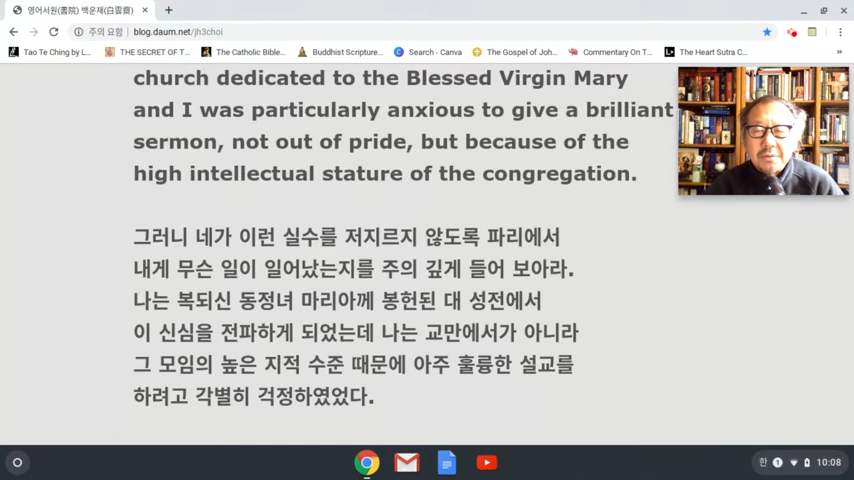 영어서원(書院) 백운재(白雲齋)
주의 요함
blog.daum.net/jh3choi
Tao Te Ching by L...
THE SECRET OF T...
The Catholic Bible...
Buddhist Scripture...
Search - Canva
The Gospel of Joh...
Commentary On T...
The Heart Sutra C...
church dedicated to the Blessed Virgin Mary
and I was particularly anxious to give a brilliant
sermon, not out of pride, but because of the
high intellectual stature of the congregation.
그러니 네가 이런 실수를 저지르지 않도록 파리에서
내게 무슨 일이 일어났는지를 주의 깊게 들어 보아라.
나는 복되신 동정녀 마리아께 봉헌된 대 성전에서
이 신심을 전파하게 되었는데 나는 교만에서가 아니라
그 모임의 높은 지적 수준 때문에 아주 훌륭한 설교를
하려고 각별히 걱정하였었다.
한 1 10:08